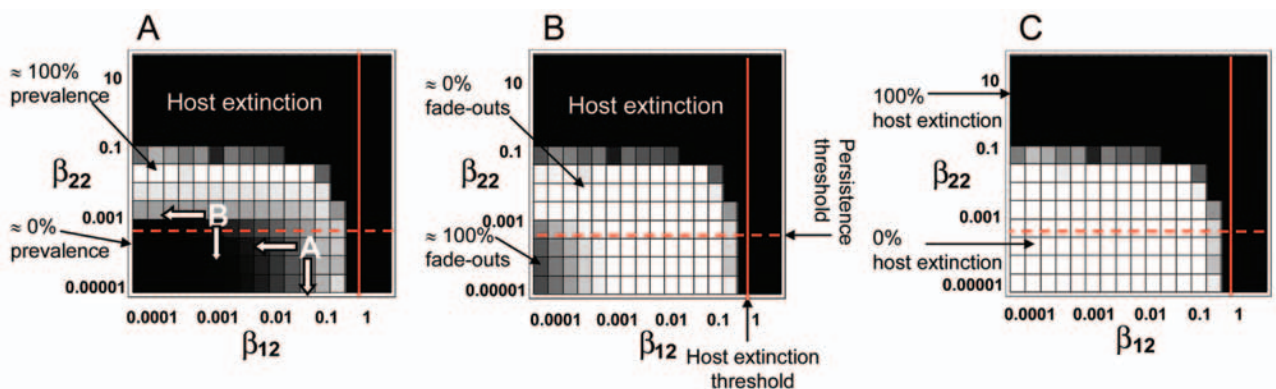 A
≈ 100%
prevalence
10
Host extinction
0.1
β22
0.001
≈ 0%
prevalence
B
A
0.00001
0.0001 0.001 0.01 0.1 1
β12
B
≈ 0%
fade-outs
10
Host extinction
0.1
β22
0.001
≈ 100%
fade-outs
0.00001
0.0001 0.001 0.01 0.1 1
β12
Persistence
threshold
Host extinction
threshold
C
100%
host extinction
10
0.1
β22
0.001
0%
host extinction
0.00001
0.0001 0.001 0.01 0.1 1
β12